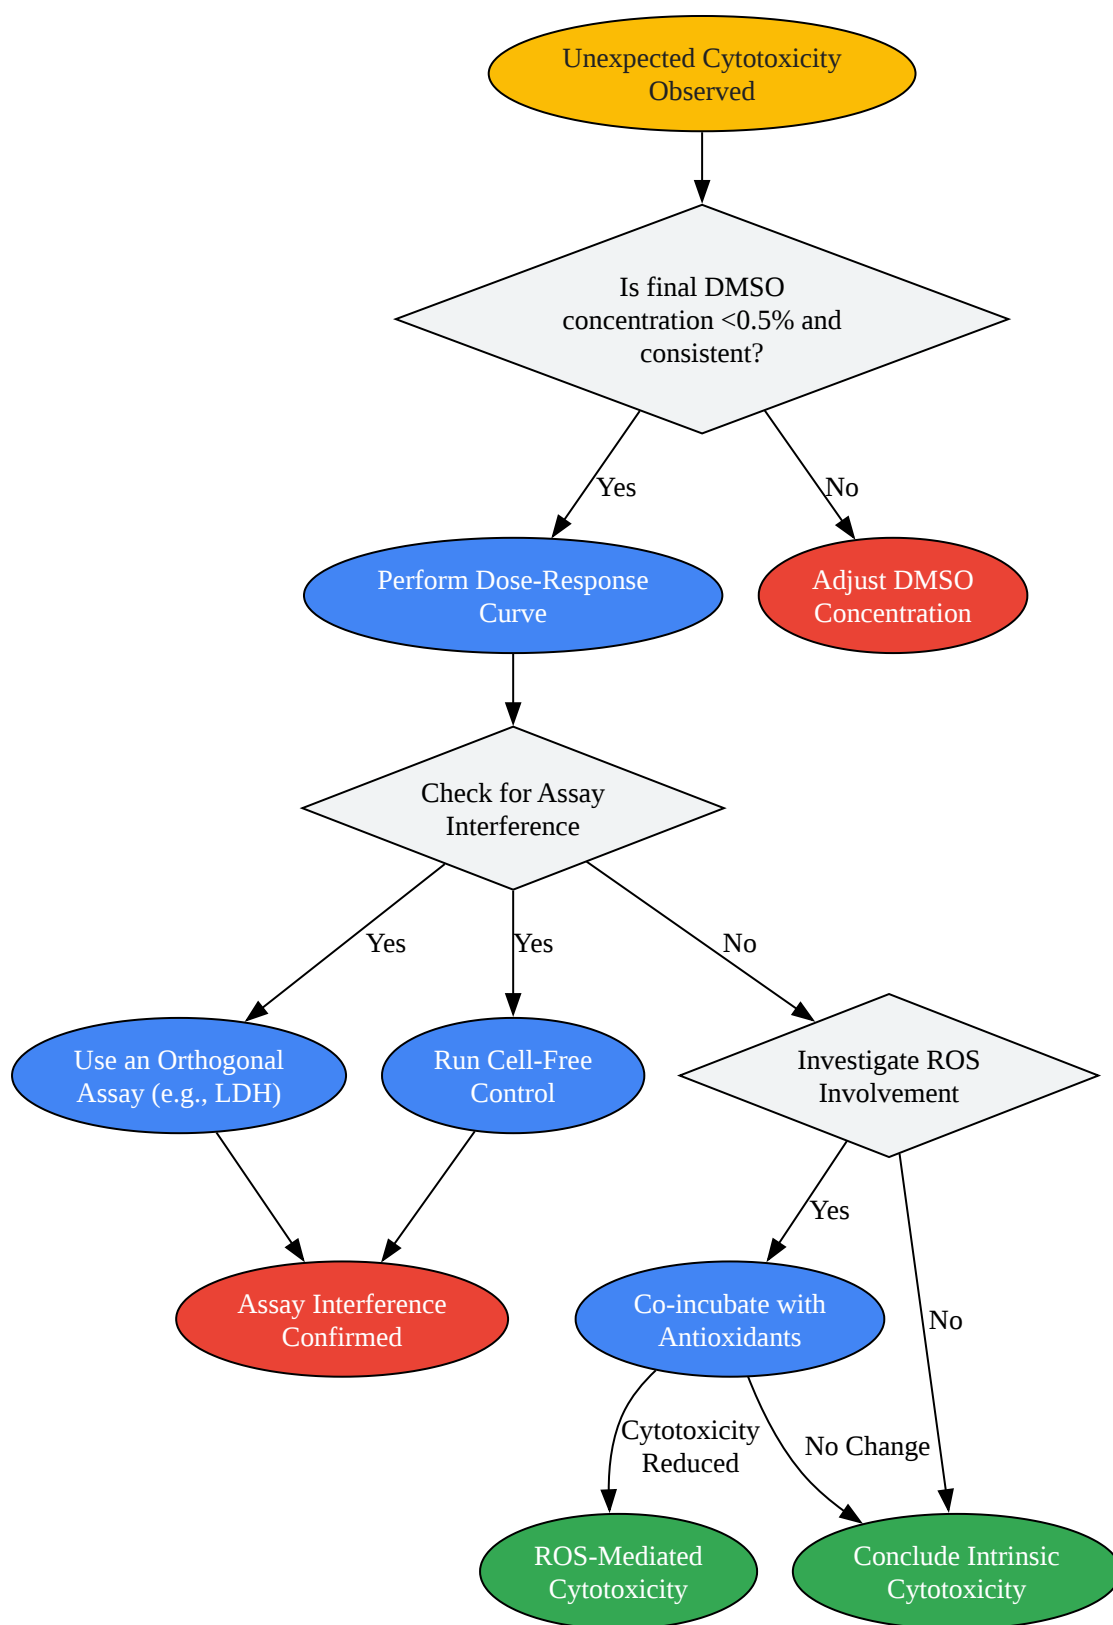 Unexpected Cytotoxicity
Observed
Is final DMSO
concentration <0.5% and
consistent?
Yes
No
Perform Dose-Response
Curve
Adjust DMSO
Concentration
Check for Assay
Interference
Yes
Yes
No
Use an Orthogonal
Assay (e.g., LDH)
Run Cell-Free
Control
Investigate ROS
Involvement
Yes
No
Assay Interference
Confirmed
Co-incubate with
Antioxidants
Cytotoxicity
Reduced
No Change
ROS-Mediated
Cytotoxicity
Conclude Intrinsic
Cytotoxicity